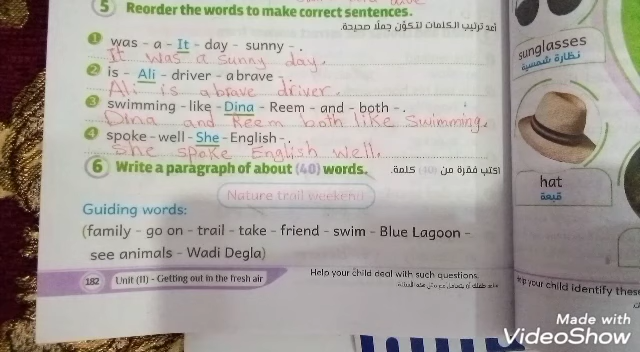 5 Reorder the words to make correct sentences.
أعد ترتيب الكلمات لتكوّن جملًا صحيحة.
1 was - a - It - day - sunny - .
It was a sunny day.
2 is - Ali - driver - a brave - .
Ali is a brave driver.
3 swimming - like - Dina - Reem - and - both - .
Dina and Reem both like swimming.
4 spoke - well - She - English - .
She spoke English well.
6 Write a paragraph of about (40) words.
اكتب فقرة من (40) كلمة.
Nature trail weekend
Guiding words:
(family - go on - trail - take - friend - swim - Blue Lagoon -
see animals - Wadi Degla)
182 Unit (11) - Getting out in the fresh air
Help your child deal with such questions.
sunglasses
نظارة شمسية
hat
قبعة
your child identify these
Made with
VideoShow